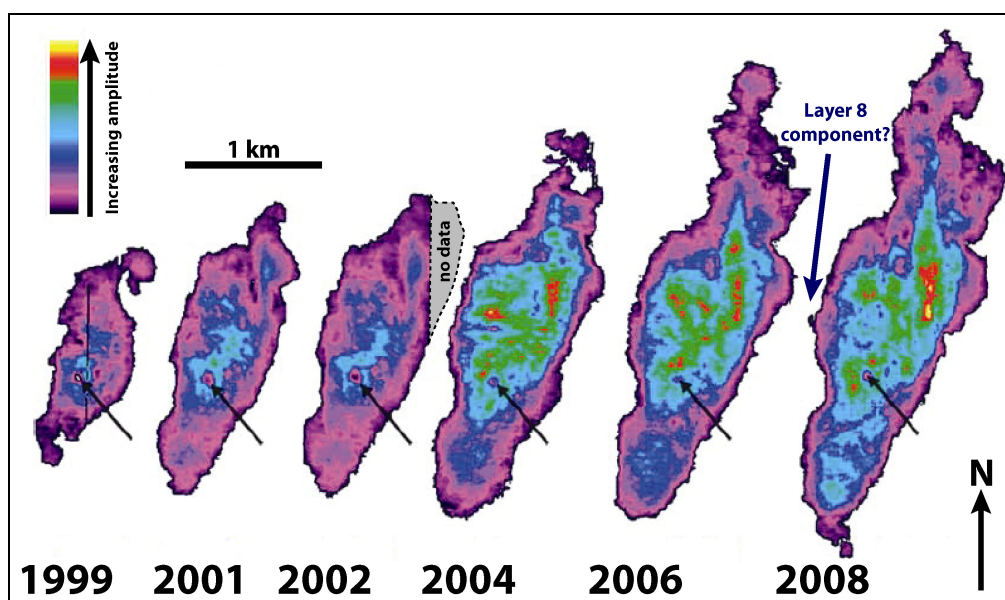 Increasing amplitude
1 km
no data
Layer 8
component?
N
1999 2001 2002 2004 2006 2008